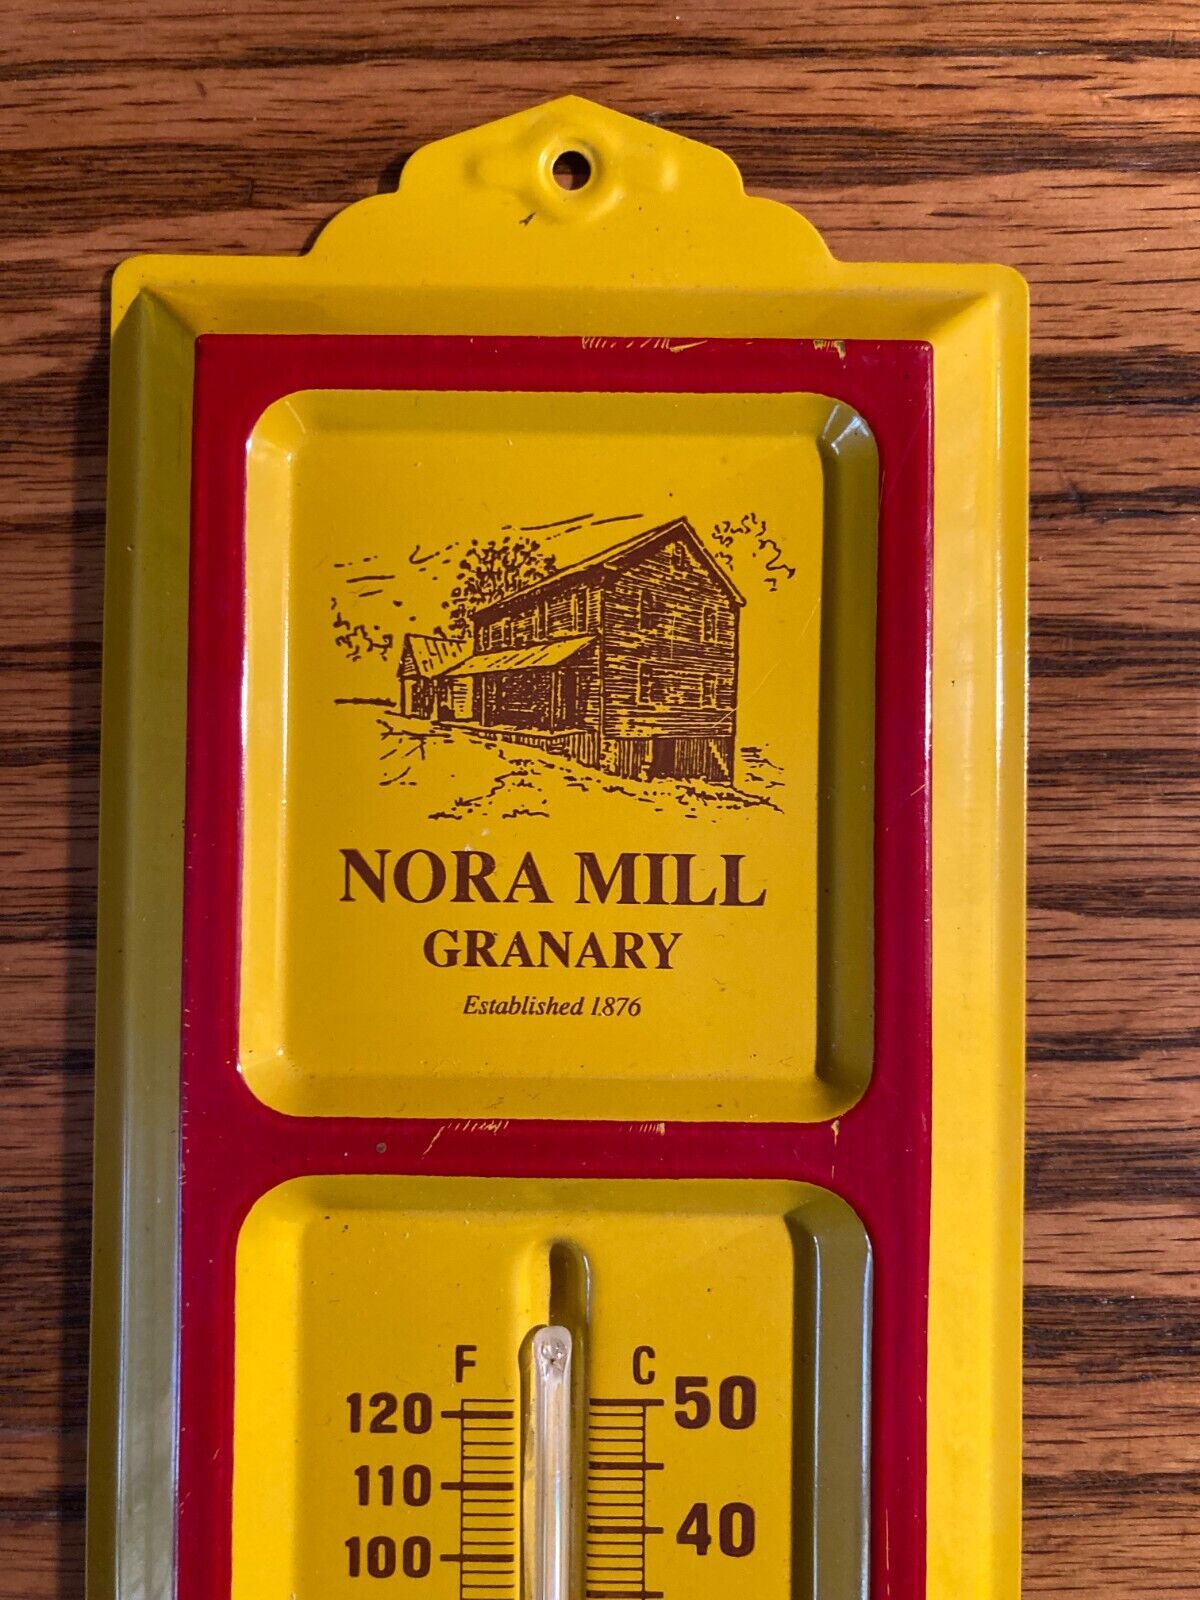 NORA MILL
GRANARY
Established 1876
F C
120 50
110
100 40